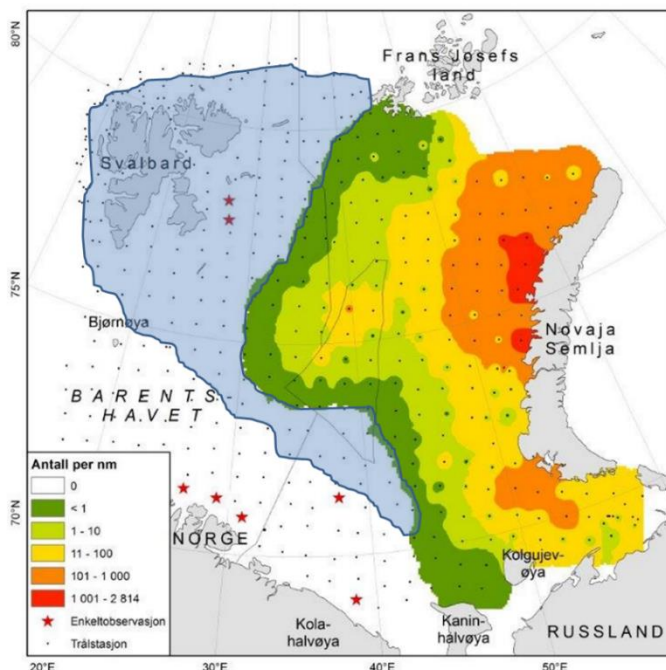 80°N
Frans Josefs
land
Svalbard
75°N
Bjørnøya
Novaja
Semlja
BARENTS-
HAVET
Antall per nm
0
< 1
1 - 10
11 - 100
101 - 1 000
1 001 - 2 814
Enkeltobservasjon
Trålstasjon
70°N
NORGE
Kolgujev-
øya
Kola-
halvøya
Kanin-
halvøya
RUSSLAND
20°E
30°E
40°E
50°E